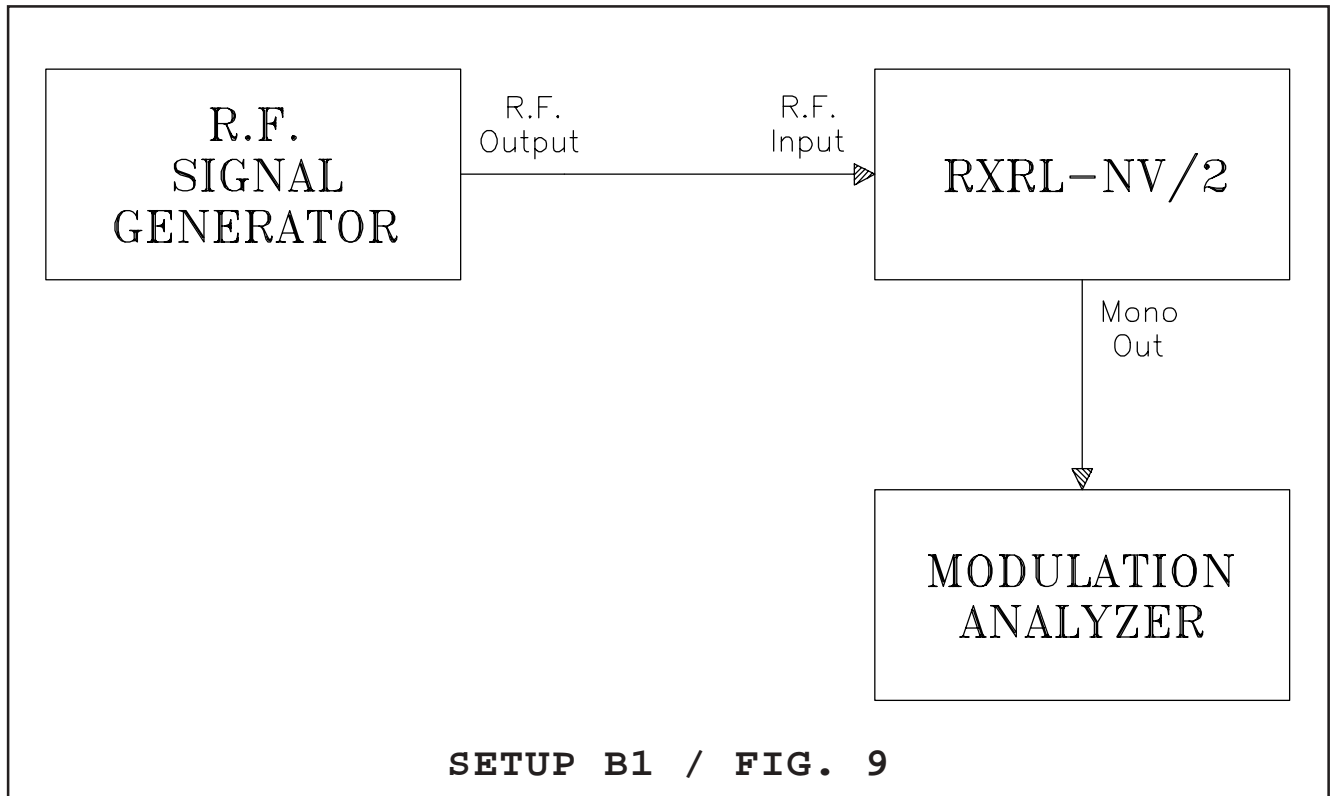 R.F.
SIGNAL
GENERATOR
R.F.
Output
R.F.
Input
RXRL-NV/2
Mono
Out
MODULATION
ANALYZER
SETUP B1 / FIG. 9